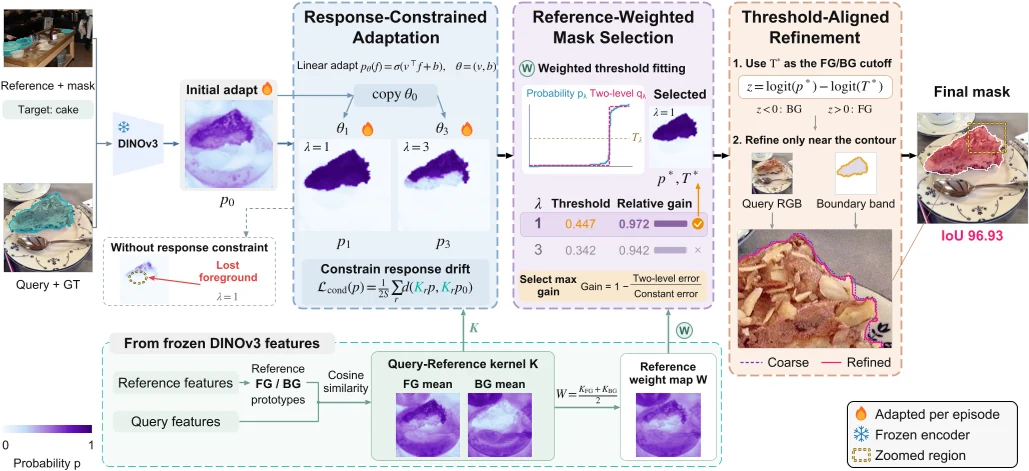 Reference + mask
Target: cake
Query + GT
DINOv3
Initial adapt
p₀
Without response constraint
Lost
foreground
λ = 1
Response-Constrained
Adaptation
Linear adapt pθ(f) = σ(v⊤f + b), θ = (v, b)
copy θ₀
θ₁
θ₃
λ = 1
λ = 3
p₁
p₃
Constrain response drift
ℒcond(p) = 1/2S ∑r d(Krp, Krp₀)
K
Reference-Weighted
Mask Selection
W Weighted threshold fitting
Probability pλ Two-level qλ
Tλ
Selected
λ = 1
p*, T*
λ Threshold Relative gain
1 0.447 0.972
3 0.342 0.942 ×
Select max
gain
Gain = 1 − Two-level error / Constant error
W
Threshold-Aligned
Refinement
1. Use T* as the FG/BG cutoff
z = logit(p*) − logit(T*)
z < 0: BG z > 0: FG
2. Refine only near the contour
Query RGB
Boundary band
Coarse Refined
Final mask
IoU 96.93
From frozen DINOv3 features
Reference features
Query features
Reference
FG / BG
prototypes
Cosine
similarity
Query-Reference kernel K
FG mean BG mean
W = KFG + KBG / 2
Reference
weight map W
0 1
Probability p
Adapted per episode
Frozen encoder
Zoomed region